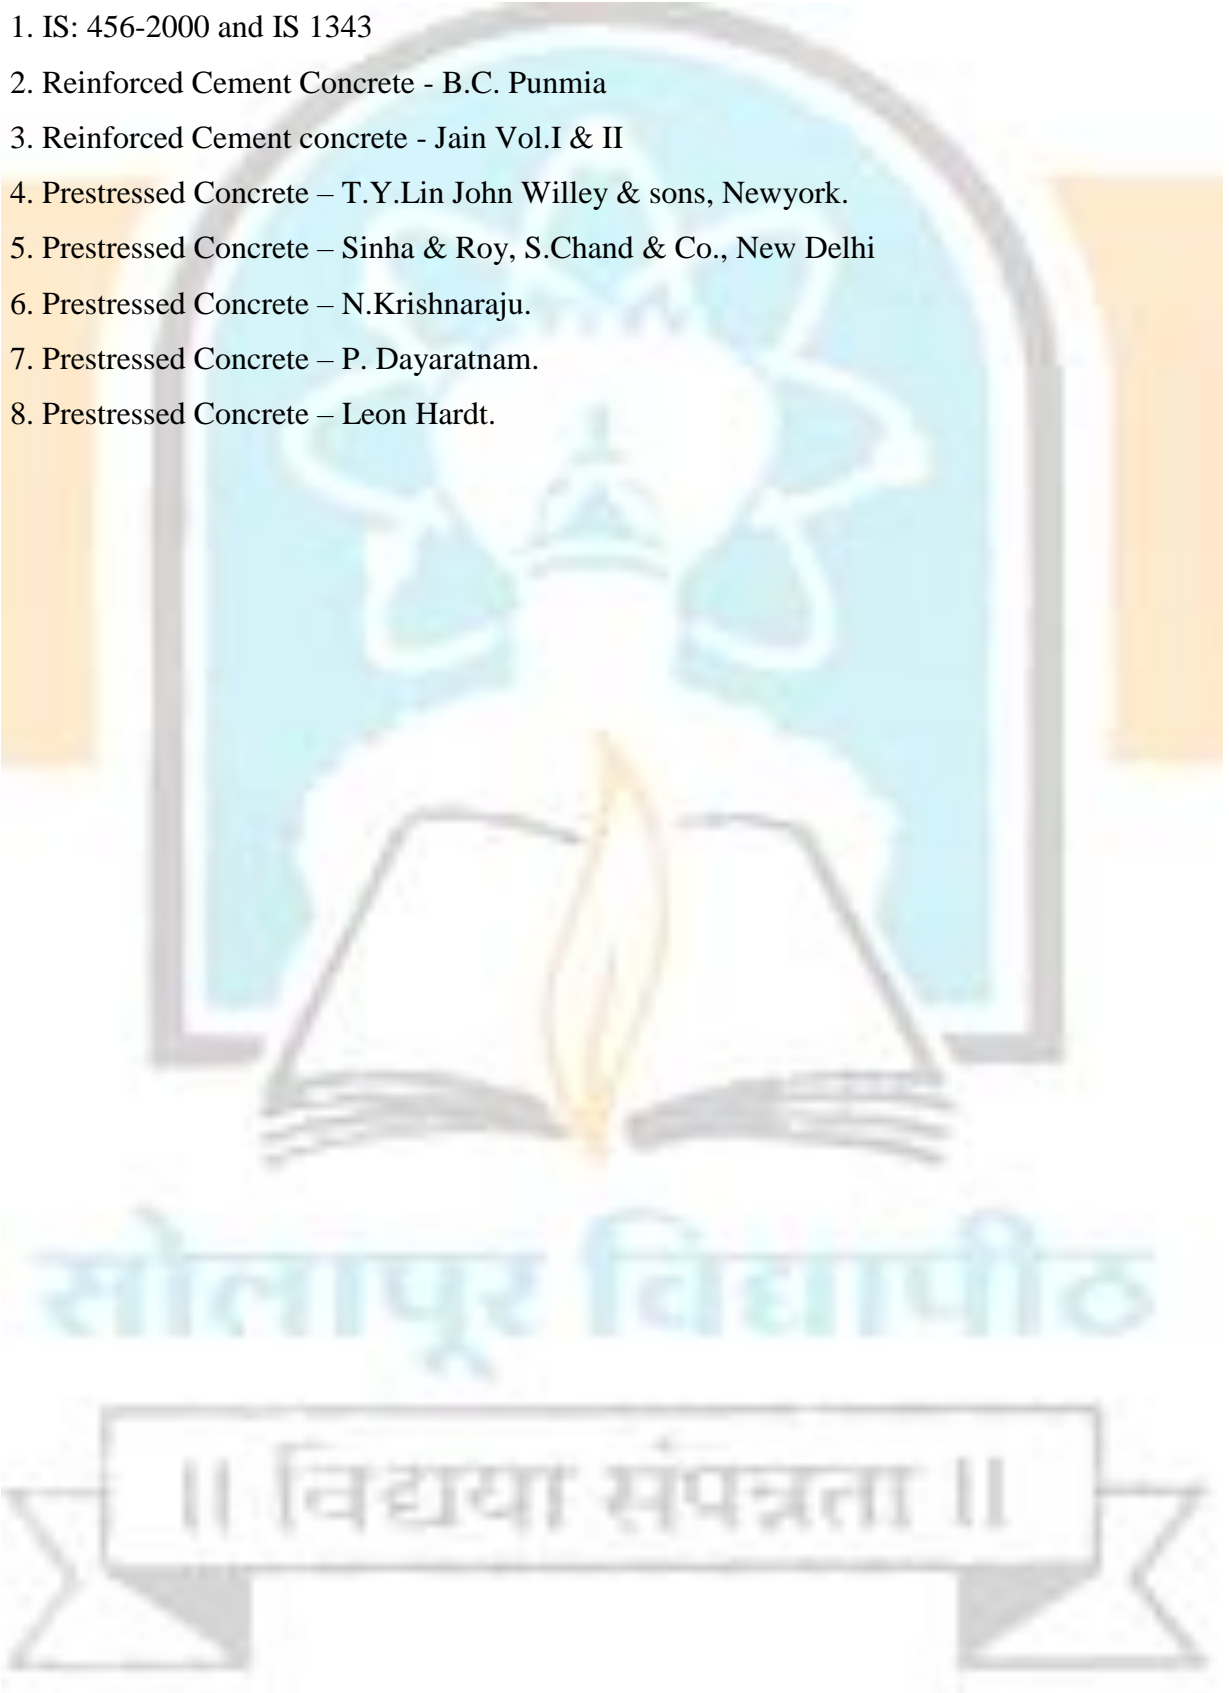 1. IS: 456-2000 and IS 1343
2. Reinforced Cement Concrete - B.C. Punmia
3. Reinforced Cement concrete - Jain Vol.I & II
4. Prestressed Concrete – T.Y.Lin John Willey & sons, Newyork.
5. Prestressed Concrete – Sinha & Roy, S.Chand & Co., New Delhi
6. Prestressed Concrete – N.Krishnaraju.
7. Prestressed Concrete – P. Dayaratnam.
8. Prestressed Concrete – Leon Hardt.
सोलापूर विद्यापीठ
॥ विद्यया संपन्नता ॥